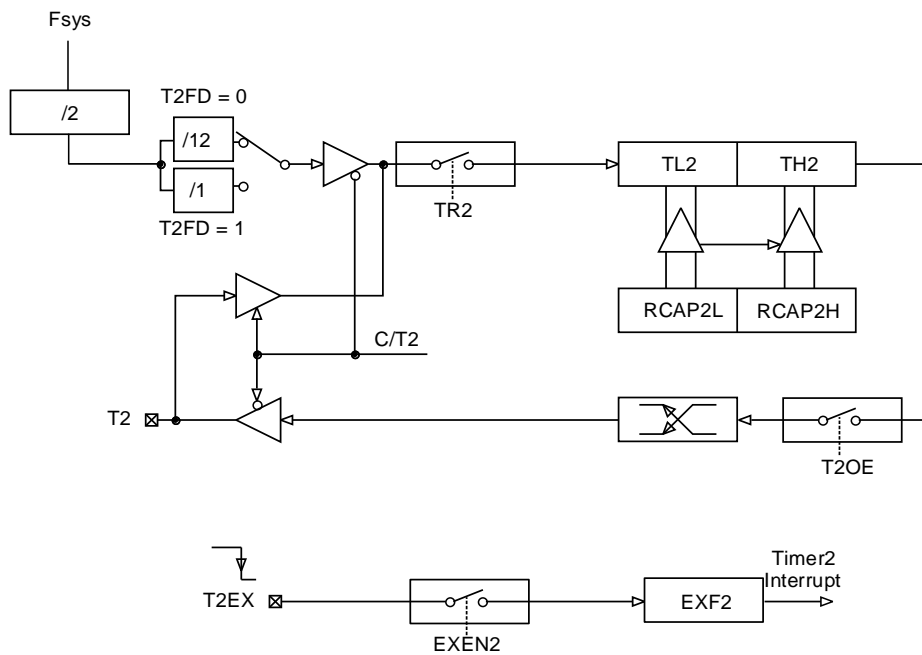 Fsys
/2
T2FD = 0
/12
/1
T2FD = 1
TR2
TL2 TH2
RCAP2L RCAP2H
C/T2
T2
T2OE
T2EX
EXEN2
EXF2
Timer2
Interrupt